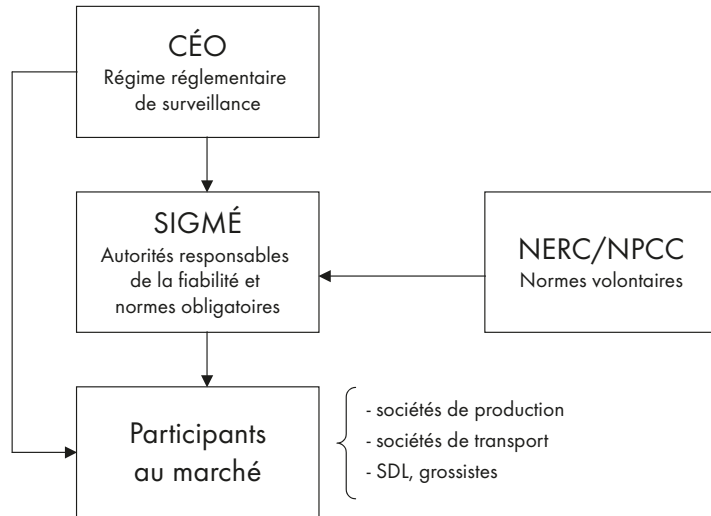 CÉO
Régime réglementaire
de surveillance
SIGMÉ
Autorités responsables
de la fiabilité et
normes obligatoires
NERC/NPCC
Normes volontaires
Participants
au marché
- sociétés de production
- sociétés de transport
- SDL, grossistes